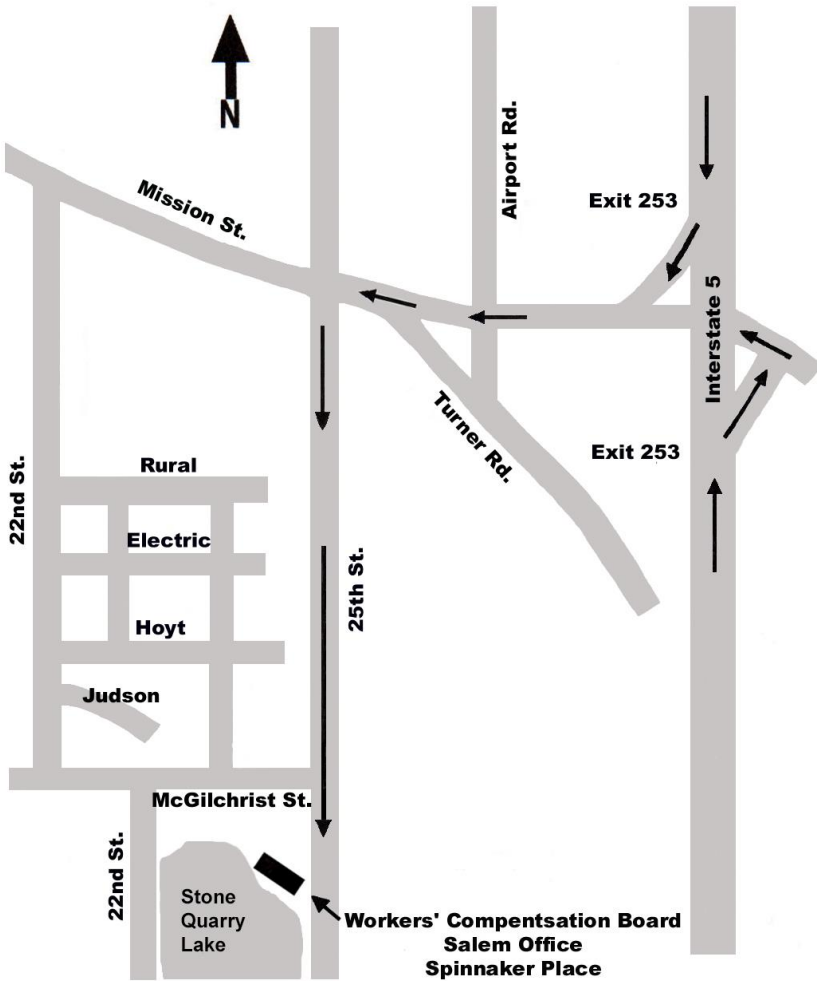 N
Mission St.
Airport Rd.
Exit 253
Interstate 5
Turner Rd.
Exit 253
22nd St.
Rural
Electric
25th St.
Hoyt
Judson
McGilchrist St.
22nd St.
Stone
Quarry
Lake
Workers' Compentsation Board
Salem Office
Spinnaker Place